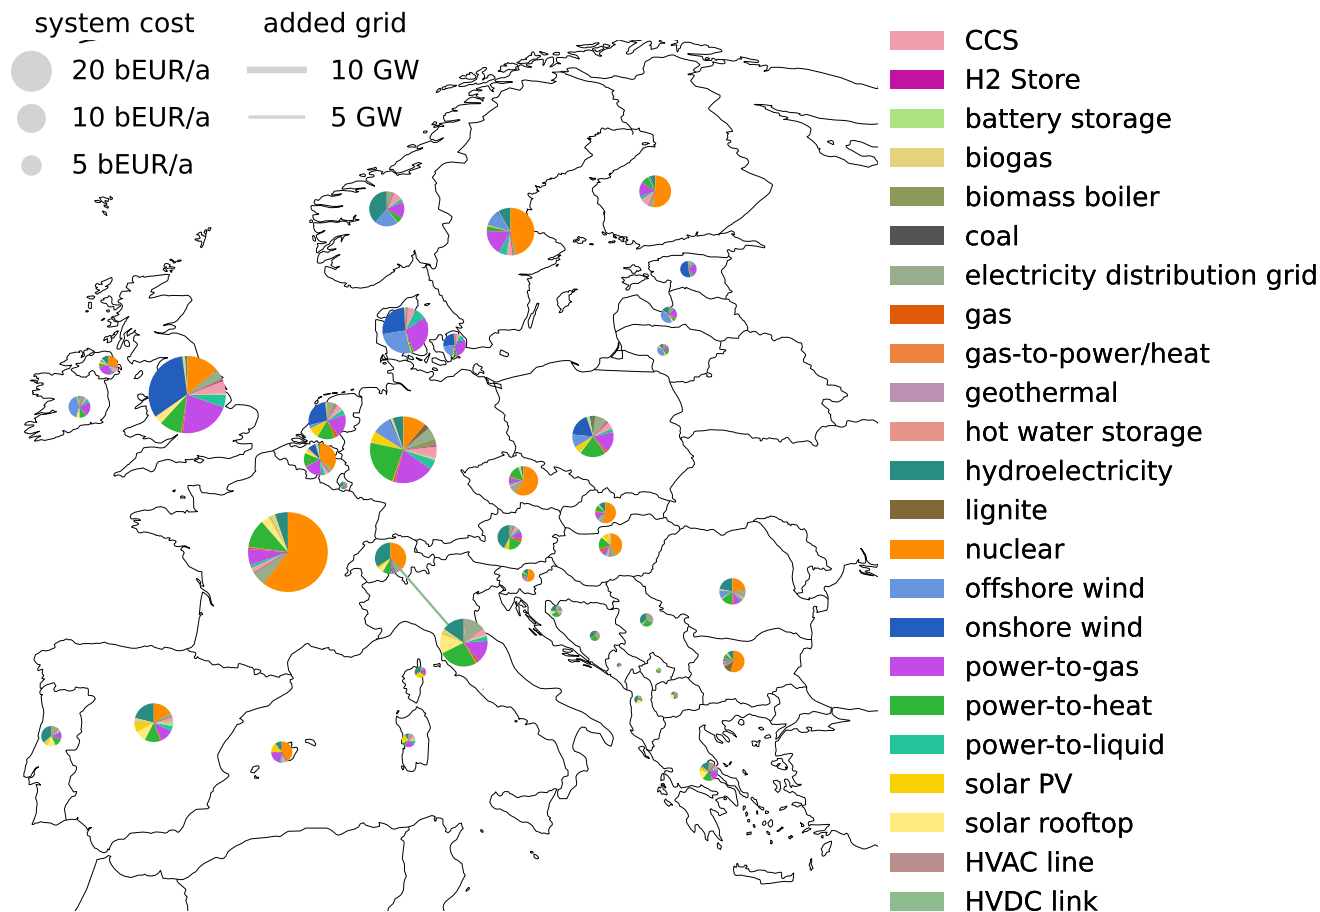 system cost
20 bEUR/a
10 bEUR/a
5 bEUR/a
added grid
10 GW
5 GW
CCS
H2 Store
battery storage
biogas
biomass boiler
coal
electricity distribution grid
gas
gas-to-power/heat
geothermal
hot water storage
hydroelectricity
lignite
nuclear
offshore wind
onshore wind
power-to-gas
power-to-heat
power-to-liquid
solar PV
solar rooftop
HVAC line
HVDC link